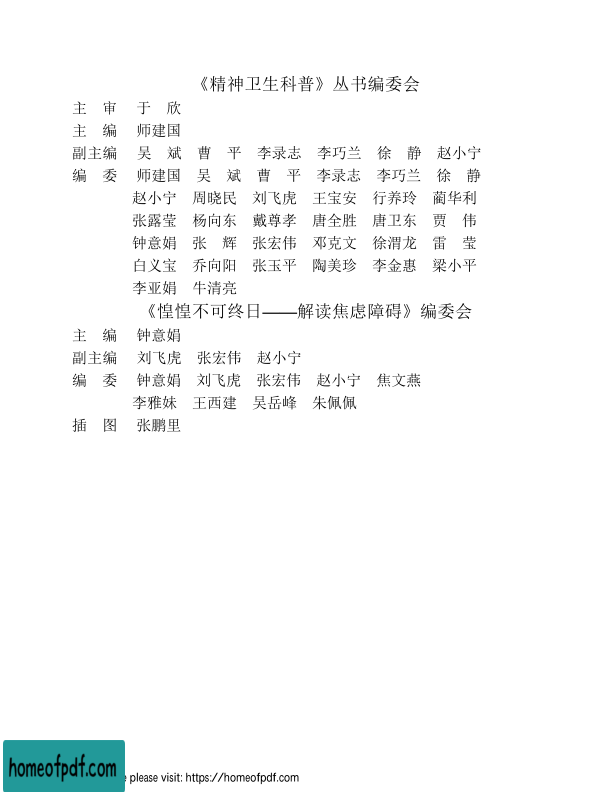 《精神卫生科普》丛书编委会
主　审　于　欣
主　编　师建国
副主编　吴　斌　曹　平　李录志　李巧兰　徐　静　赵小宁
编　委　师建国　吴　斌　曹　平　李录志　李巧兰　徐　静
赵小宁　周晓民　刘飞虎　王宝安　行养玲　蔺华利
张露莹　杨向东　戴尊孝　唐全胜　唐卫东　贾　伟
钟意娟　张　辉　张宏伟　邓克文　徐渭龙　雷　莹
白义宝　乔向阳　张玉平　陶美珍　李金惠　梁小平
李亚娟　牛清亮
《惶惶不可终日——解读焦虑障碍》编委会
主　编　钟意娟
副主编　刘飞虎　张宏伟　赵小宁
编　委　钟意娟　刘飞虎　张宏伟　赵小宁　焦文燕
李雅妹　王西建　吴岳峰　朱佩佩
插　图　张鹏里
homeofpdf.com
e please visit: https://homeofpdf.com